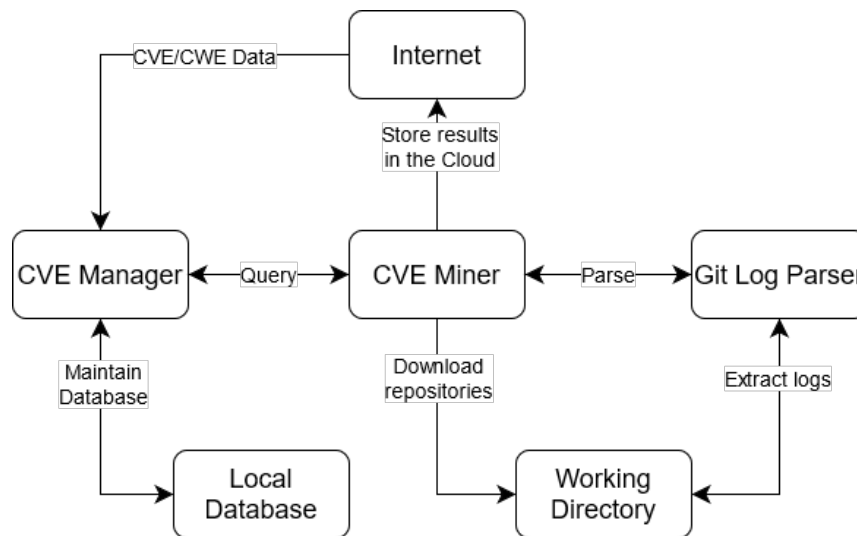 Internet
CVE/CWE Data
Store results
in the Cloud
CVE Manager
Query
CVE Miner
Parse
Git Log Parser
Maintain
Database
Download
repositories
Extract logs
Local
Database
Working
Directory